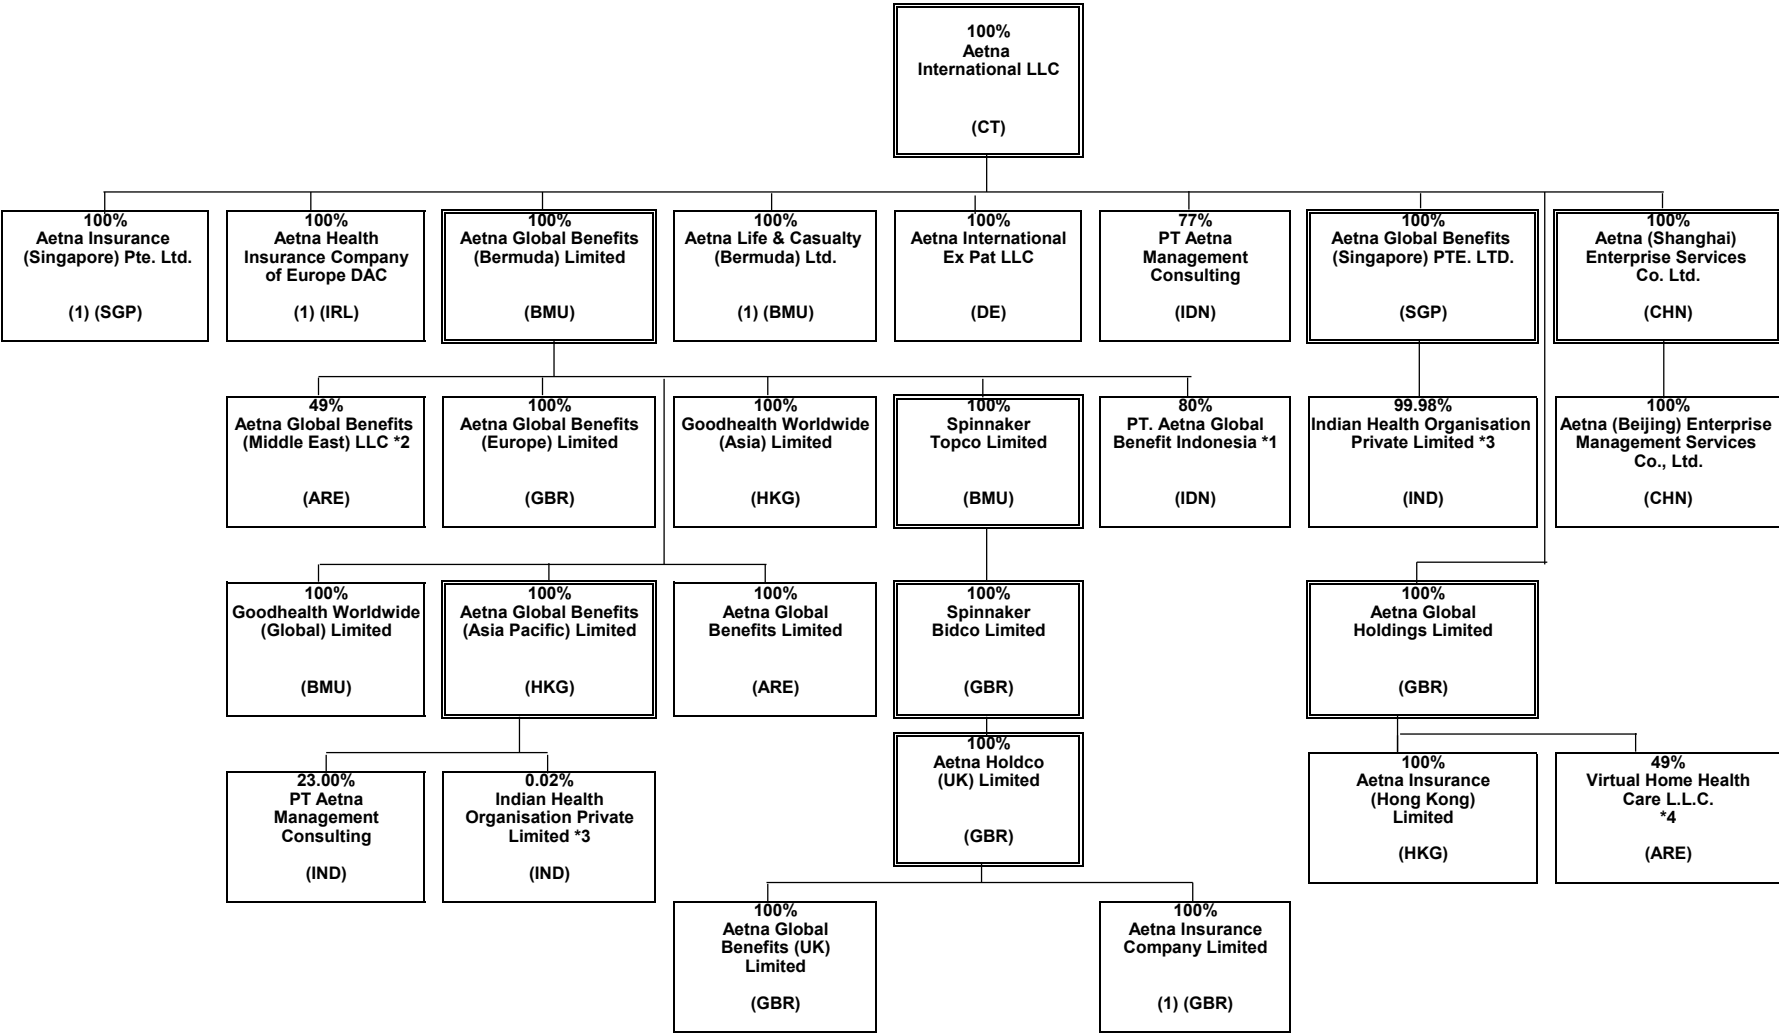 100%
Aetna
International LLC
(CT)
100%
Aetna Insurance
(Singapore) Pte. Ltd.
(1) (SGP)
100%
Aetna Health
Insurance Company
of Europe DAC
(1) (IRL)
100%
Aetna Global Benefits
(Bermuda) Limited
(BMU)
100%
Aetna Life & Casualty
(Bermuda) Ltd.
(1) (BMU)
100%
Aetna International
Ex Pat LLC
(DE)
77%
PT Aetna
Management
Consulting
(IDN)
100%
Aetna Global Benefits
(Singapore) PTE. LTD.
(SGP)
100%
Aetna (Shanghai)
Enterprise Services
Co. Ltd.
(CHN)
49%
Aetna Global Benefits
(Middle East) LLC *2
(ARE)
100%
Aetna Global Benefits
(Europe) Limited
(GBR)
100%
Goodhealth Worldwide
(Asia) Limited
(HKG)
100%
Spinnaker
Topco Limited
(BMU)
80%
PT. Aetna Global
Benefit Indonesia *1
(IDN)
99.98%
Indian Health Organisation
Private Limited *3
(IND)
100%
Aetna (Beijing) Enterprise
Management Services
Co., Ltd.
(CHN)
100%
Goodhealth Worldwide
(Global) Limited
(BMU)
100%
Aetna Global Benefits
(Asia Pacific) Limited
(HKG)
100%
Aetna Global
Benefits Limited
(ARE)
100%
Spinnaker
Bidco Limited
(GBR)
100%
Aetna Global
Holdings Limited
(GBR)
23.00%
PT Aetna
Management
Consulting
(IND)
0.02%
Indian Health
Organisation Private
Limited *3
(IND)
100%
Aetna Holdco
(UK) Limited
(GBR)
100%
Aetna Insurance
(Hong Kong)
Limited
(HKG)
49%
Virtual Home Health
Care L.L.C.
*4
(ARE)
100%
Aetna Global
Benefits (UK)
Limited
(GBR)
100%
Aetna Insurance
Company Limited
(1) (GBR)